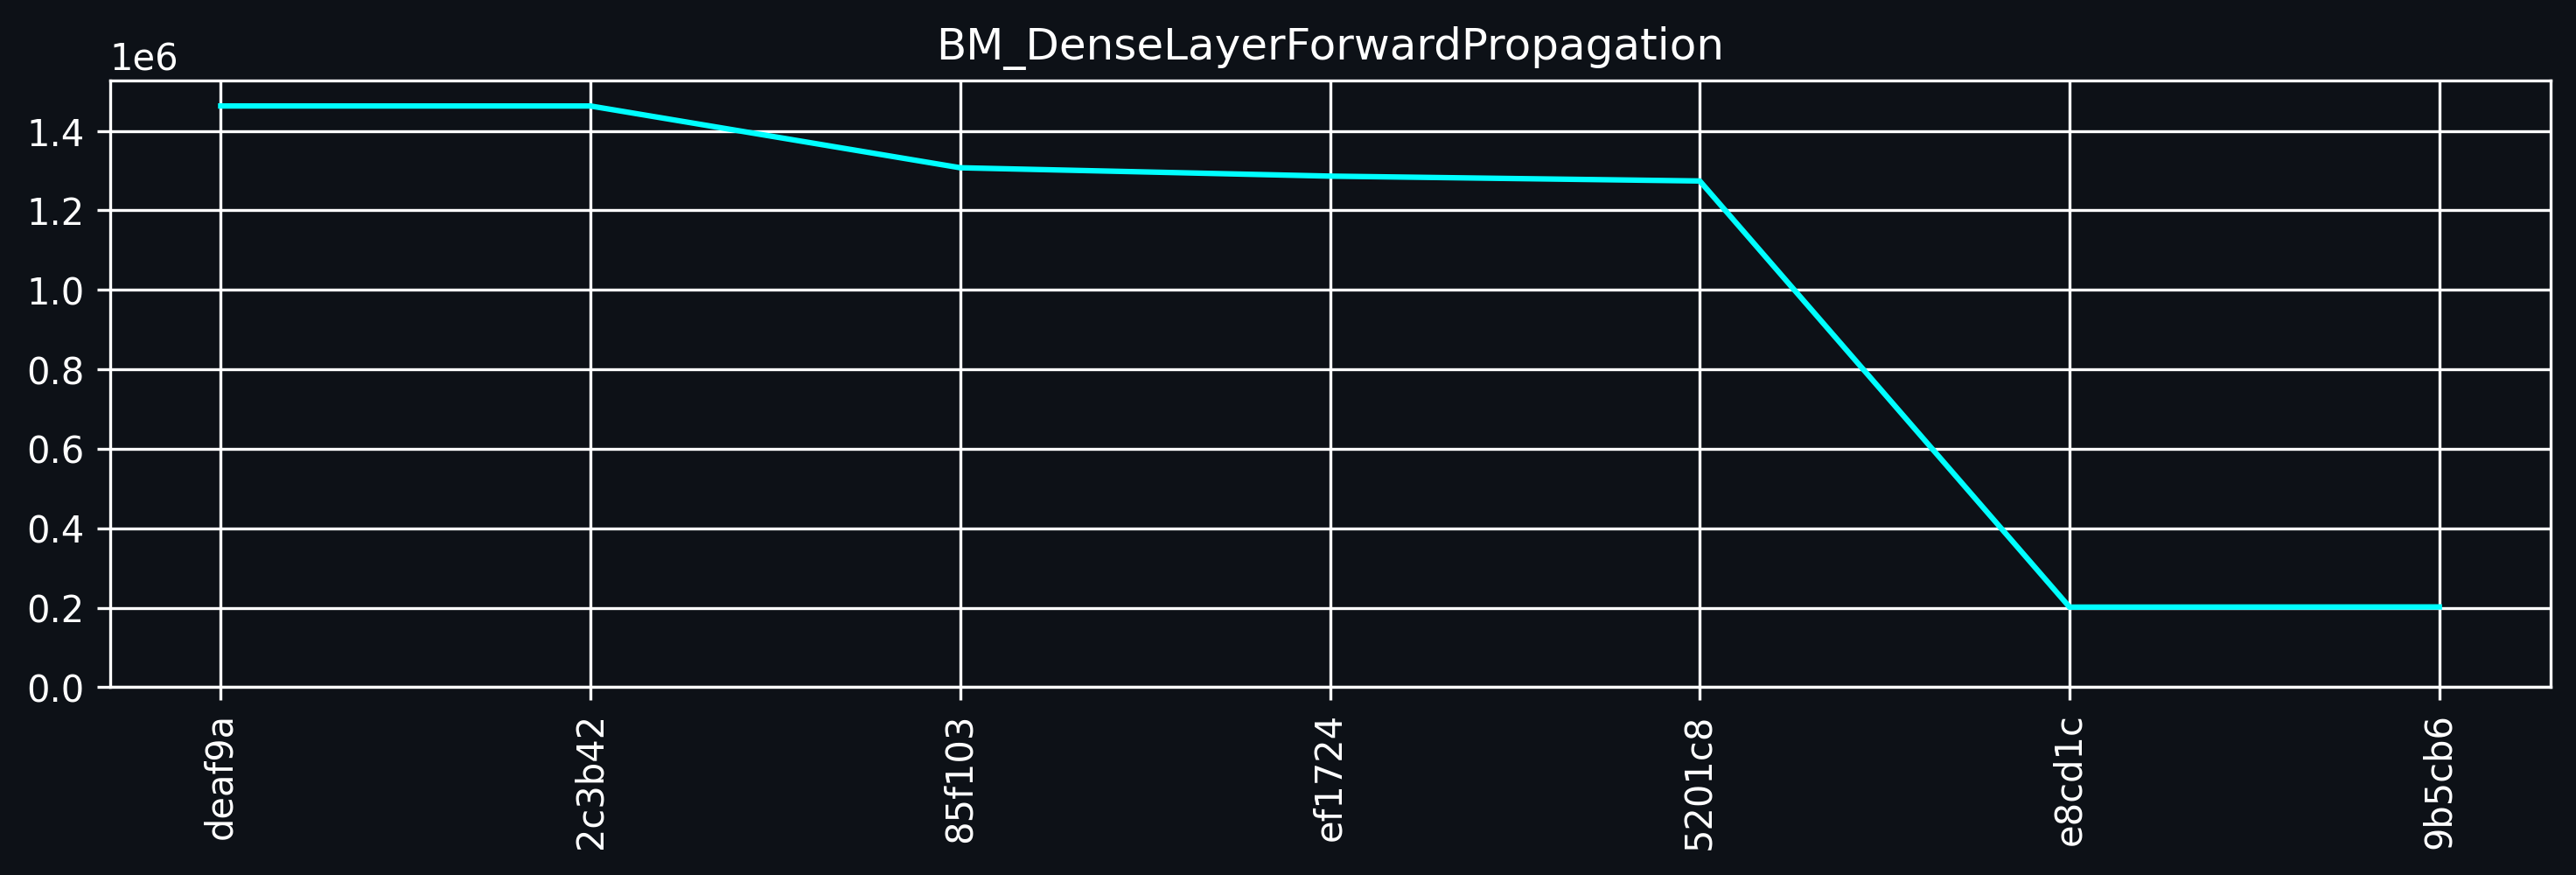 BM_DenseLayerForwardPropagation
1e6
1.4
1.2
1.0
0.8
0.6
0.4
0.2
0.0
deaf9a
2c3b42
85f103
ef1724
5201c8
e8cd1c
9b5cb6